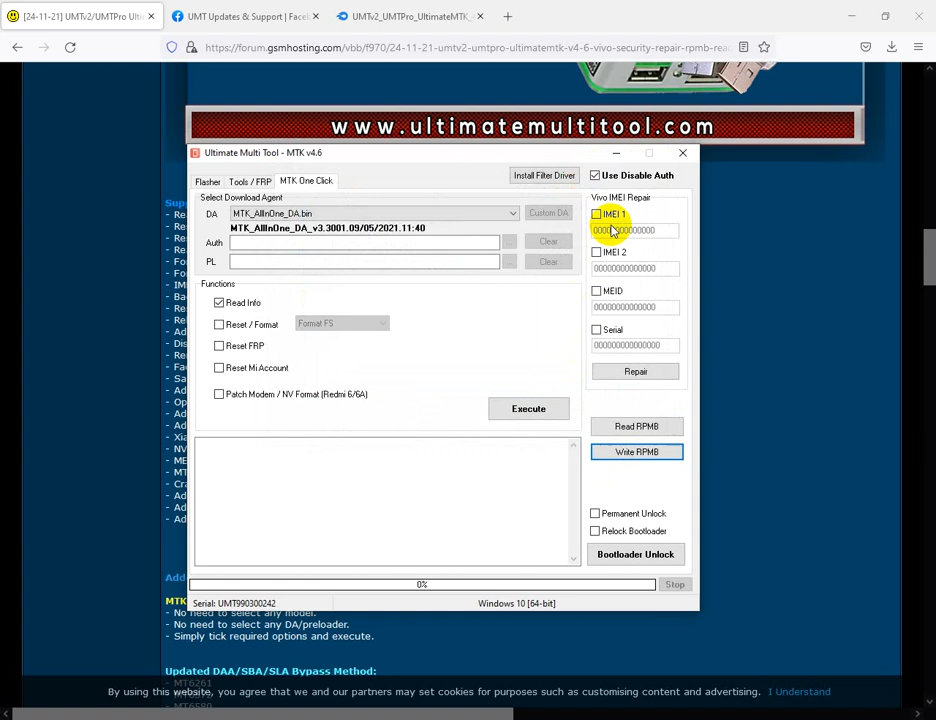 [24-11-21] UMTv2/UMTPro Ulti
UMT Updates & Support | Face
UMTv2_UMTPro_UltimateMTK_
https://forum.gsmhosting.com/vbb/f970/24-11-21-umtv2-umtpro-ultimatemtk-v4-6-vivo-security-repair-rpmb-rea
www.ultimatemultitool.com
Ultimate Multi Tool - MTK v4.6
Flasher
Tools / FRP
MTK One Click
Install Filter Driver
Use Disable Auth
Select Download Agent
DA
MTK_AllInOne_DA.bin
Custom DA
MTK_AllInOne_DA_v3.3001.09/05/2021.11:40
Auth
...
Clear
PL
...
Clear
Vivo IMEI Repair
IMEI 1
IMEI 2
00000000000000
MEID
00000000000000
Serial
000000000000000
Repair
Functions
Read Info
Reset / Format
Format FS
Reset FRP
Reset Mi Account
Patch Modem / NV Format (Redmi 6/6A)
Execute
Read RPMB
Write RPMB
Permanent Unlock
Relock Bootloader
Bootloader Unlock
0%
Stop
Serial: UMT990300242
Windows 10 [64-bit]
- No need to select any model.
- No need to select any DA/preloader.
- Simply tick required options and execute.
Updated DAA/SBA/SLA Bypass Method:
- MT6261
By using this website, you agree that we and our partners may set cookies for purposes such as customising content and advertising.
I Understand